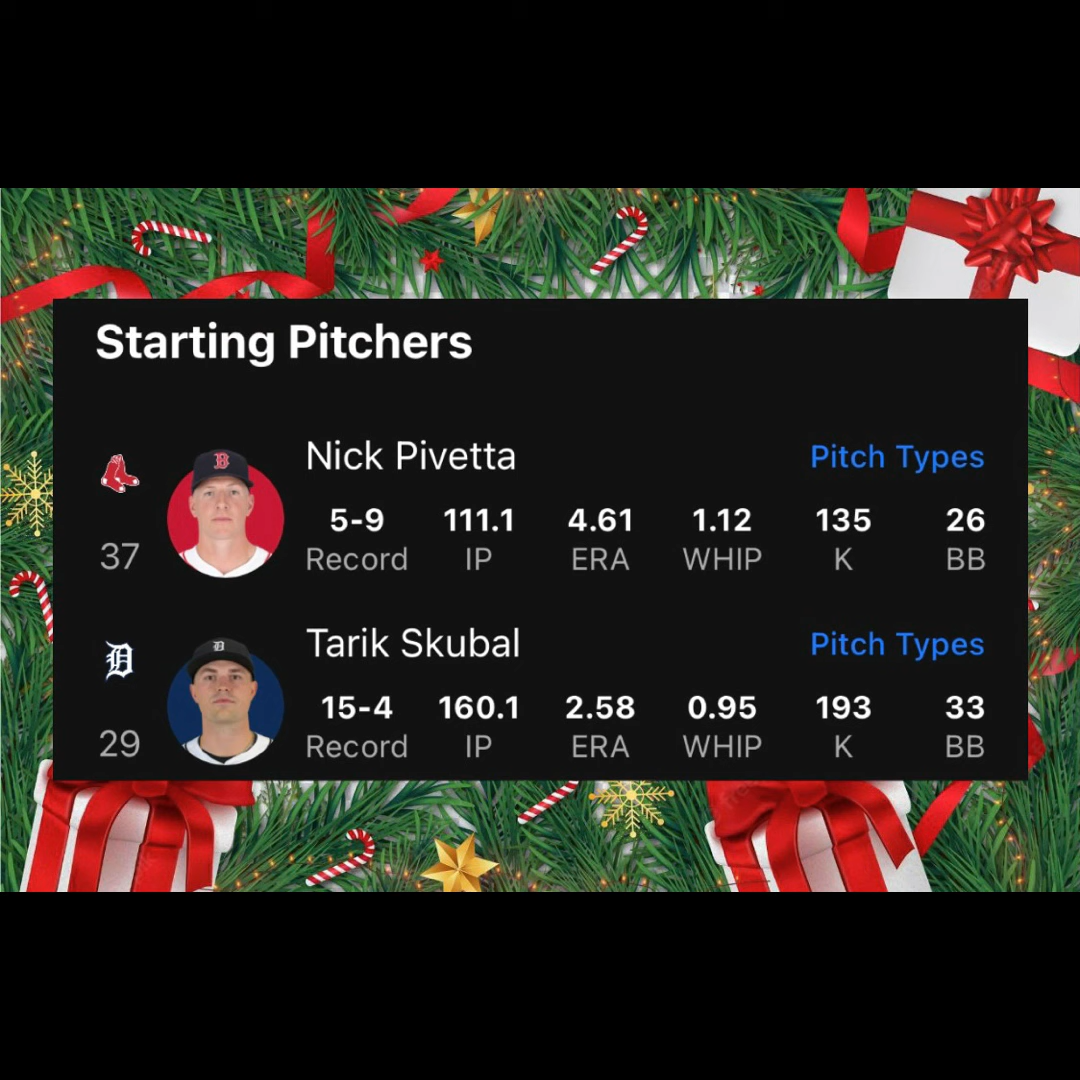 Starting Pitchers
Nick Pivetta
Pitch Types
5-9 111.1 4.61 1.12 135 26
37 Record IP ERA WHIP K BB
Tarik Skubal
Pitch Types
15-4 160.1 2.58 0.95 193 33
29 Record IP ERA WHIP K BB